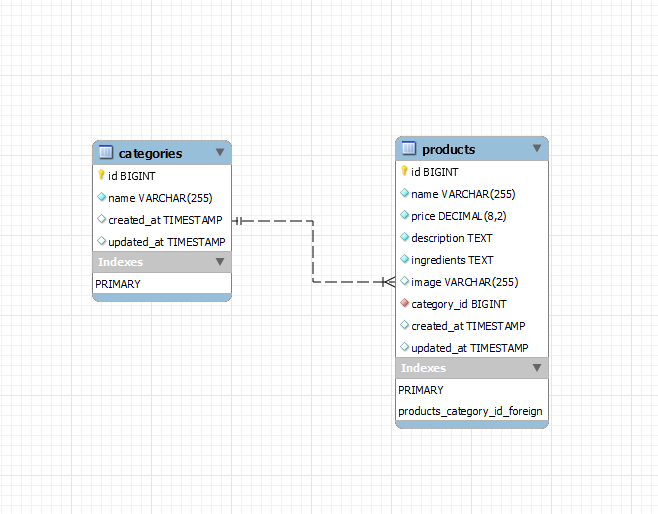 categories
id BIGINT
name VARCHAR(255)
created_at TIMESTAMP
updated_at TIMESTAMP
Indexes
PRIMARY
products
id BIGINT
name VARCHAR(255)
price DECIMAL(8,2)
description TEXT
ingredients TEXT
image VARCHAR(255)
category_id BIGINT
created_at TIMESTAMP
updated_at TIMESTAMP
Indexes
PRIMARY
products_category_id_foreign